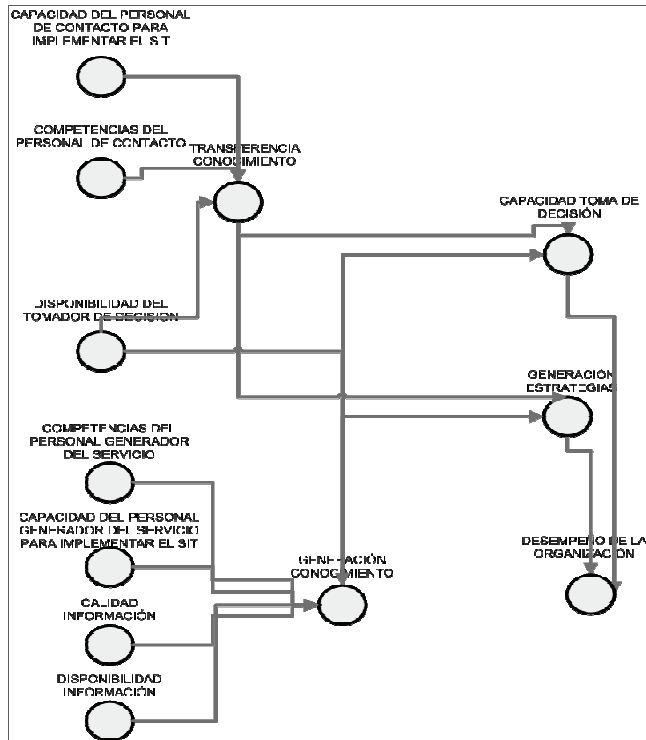 CAPACIDAD DEL PERSONAL
DE CONTACTO PARA
IMPLEMENTAR EL SIT
COMPETENCIAS DEL
PERSONAL DE CONTACTO
TRANSFERENCIA
CONOCIMIENTO
CAPACIDAD TOMA DE
DECISIÓN
DISPONIBILIDAD DEL
TOMADOR DE DECISION
GENERACIÓN
ESTRATEGIAS
COMPETENCIAS DEL
PERSONAL GENERADOR
DEL SERVICIO
CAPACIDAD DEL PERSONAL
GENERADOR DEL SERVICIO
PARA IMPLEMENTAR EL SIT
GENERACIÓN
CONOCIMIENTO
DESEMPEÑO DE LA
ORGANIZACIÓN
CALIDAD
INFORMACIÓN
DISPONIBILIDAD
INFORMACIÓN